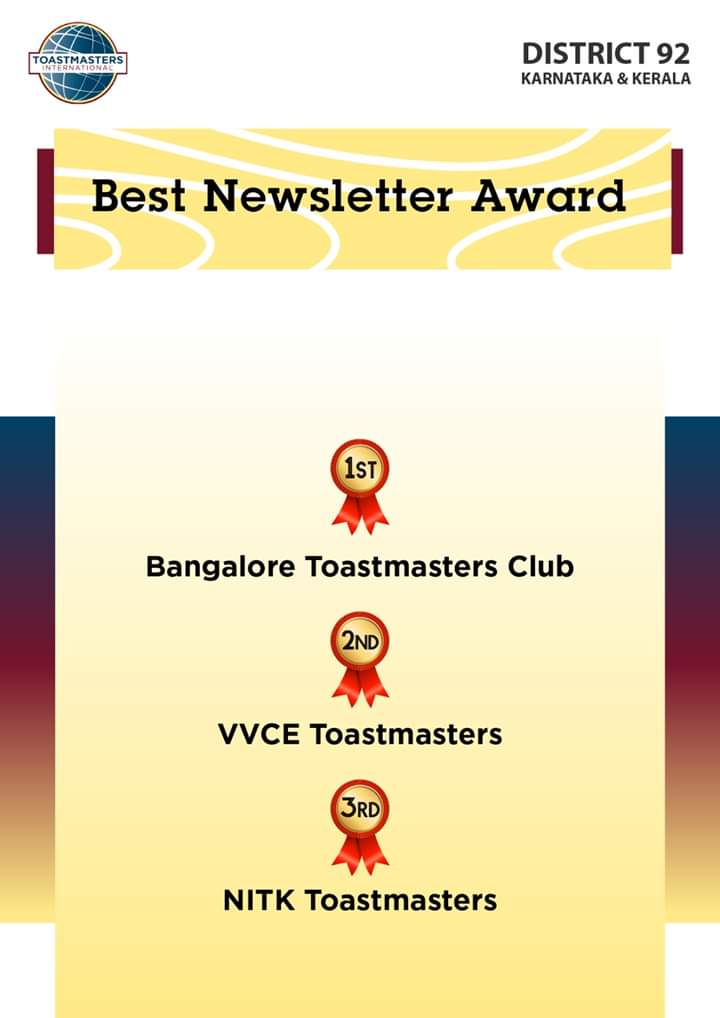 TOASTMASTERS
INTERNATIONAL
DISTRICT 92
KARNATAKA & KERALA
Best Newsletter Award
1ST
Bangalore Toastmasters Club
2ND
VVCE Toastmasters
3RD
NITK Toastmasters